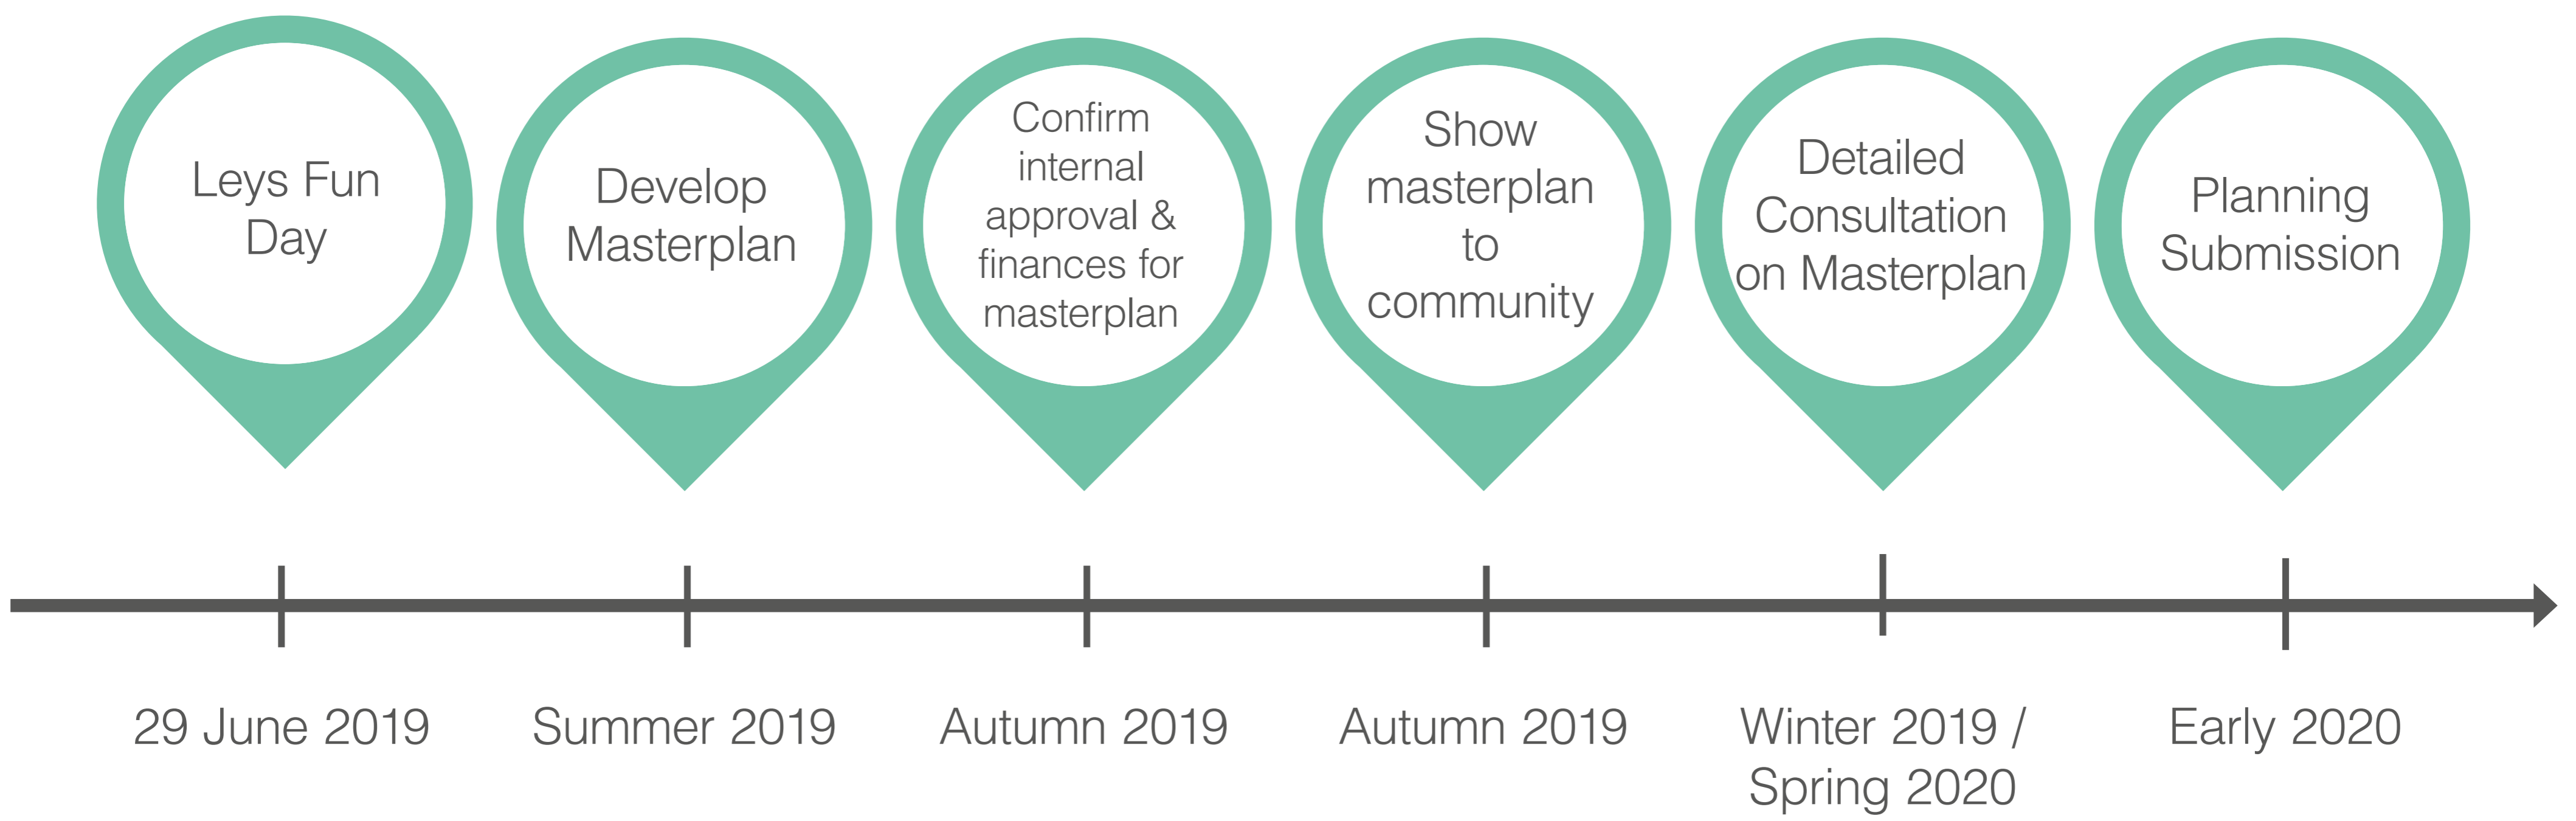 Leys Fun
Day
Develop
Masterplan
Confirm
internal
approval &
finances for
masterplan
Show
masterplan
to
community
Detailed
Consultation
on Masterplan
Planning
Submission
29 June 2019
Summer 2019
Autumn 2019
Autumn 2019
Winter 2019 /
Spring 2020
Early 2020